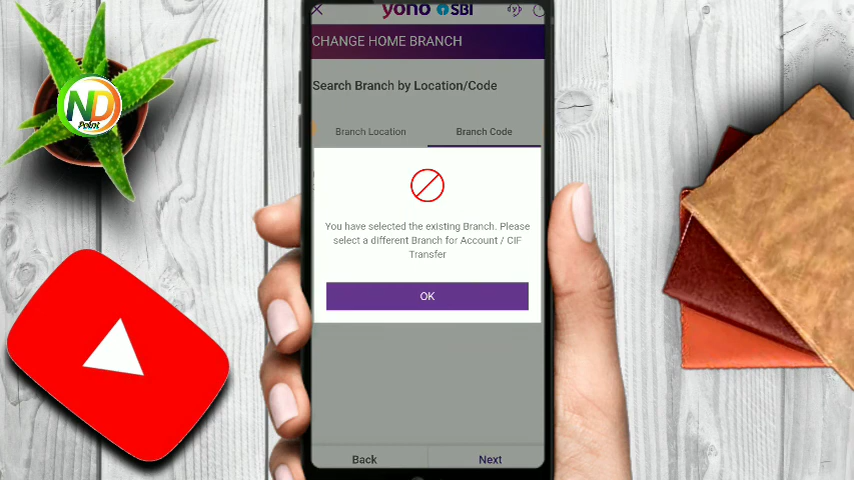 yono SBI
CHANGE HOME BRANCH
Search Branch by Location/Code
Branch Location
Branch Code
ND
Point
You have selected the existing Branch. Please
select a different Branch for Account / CIF
Transfer
OK
Back
Next